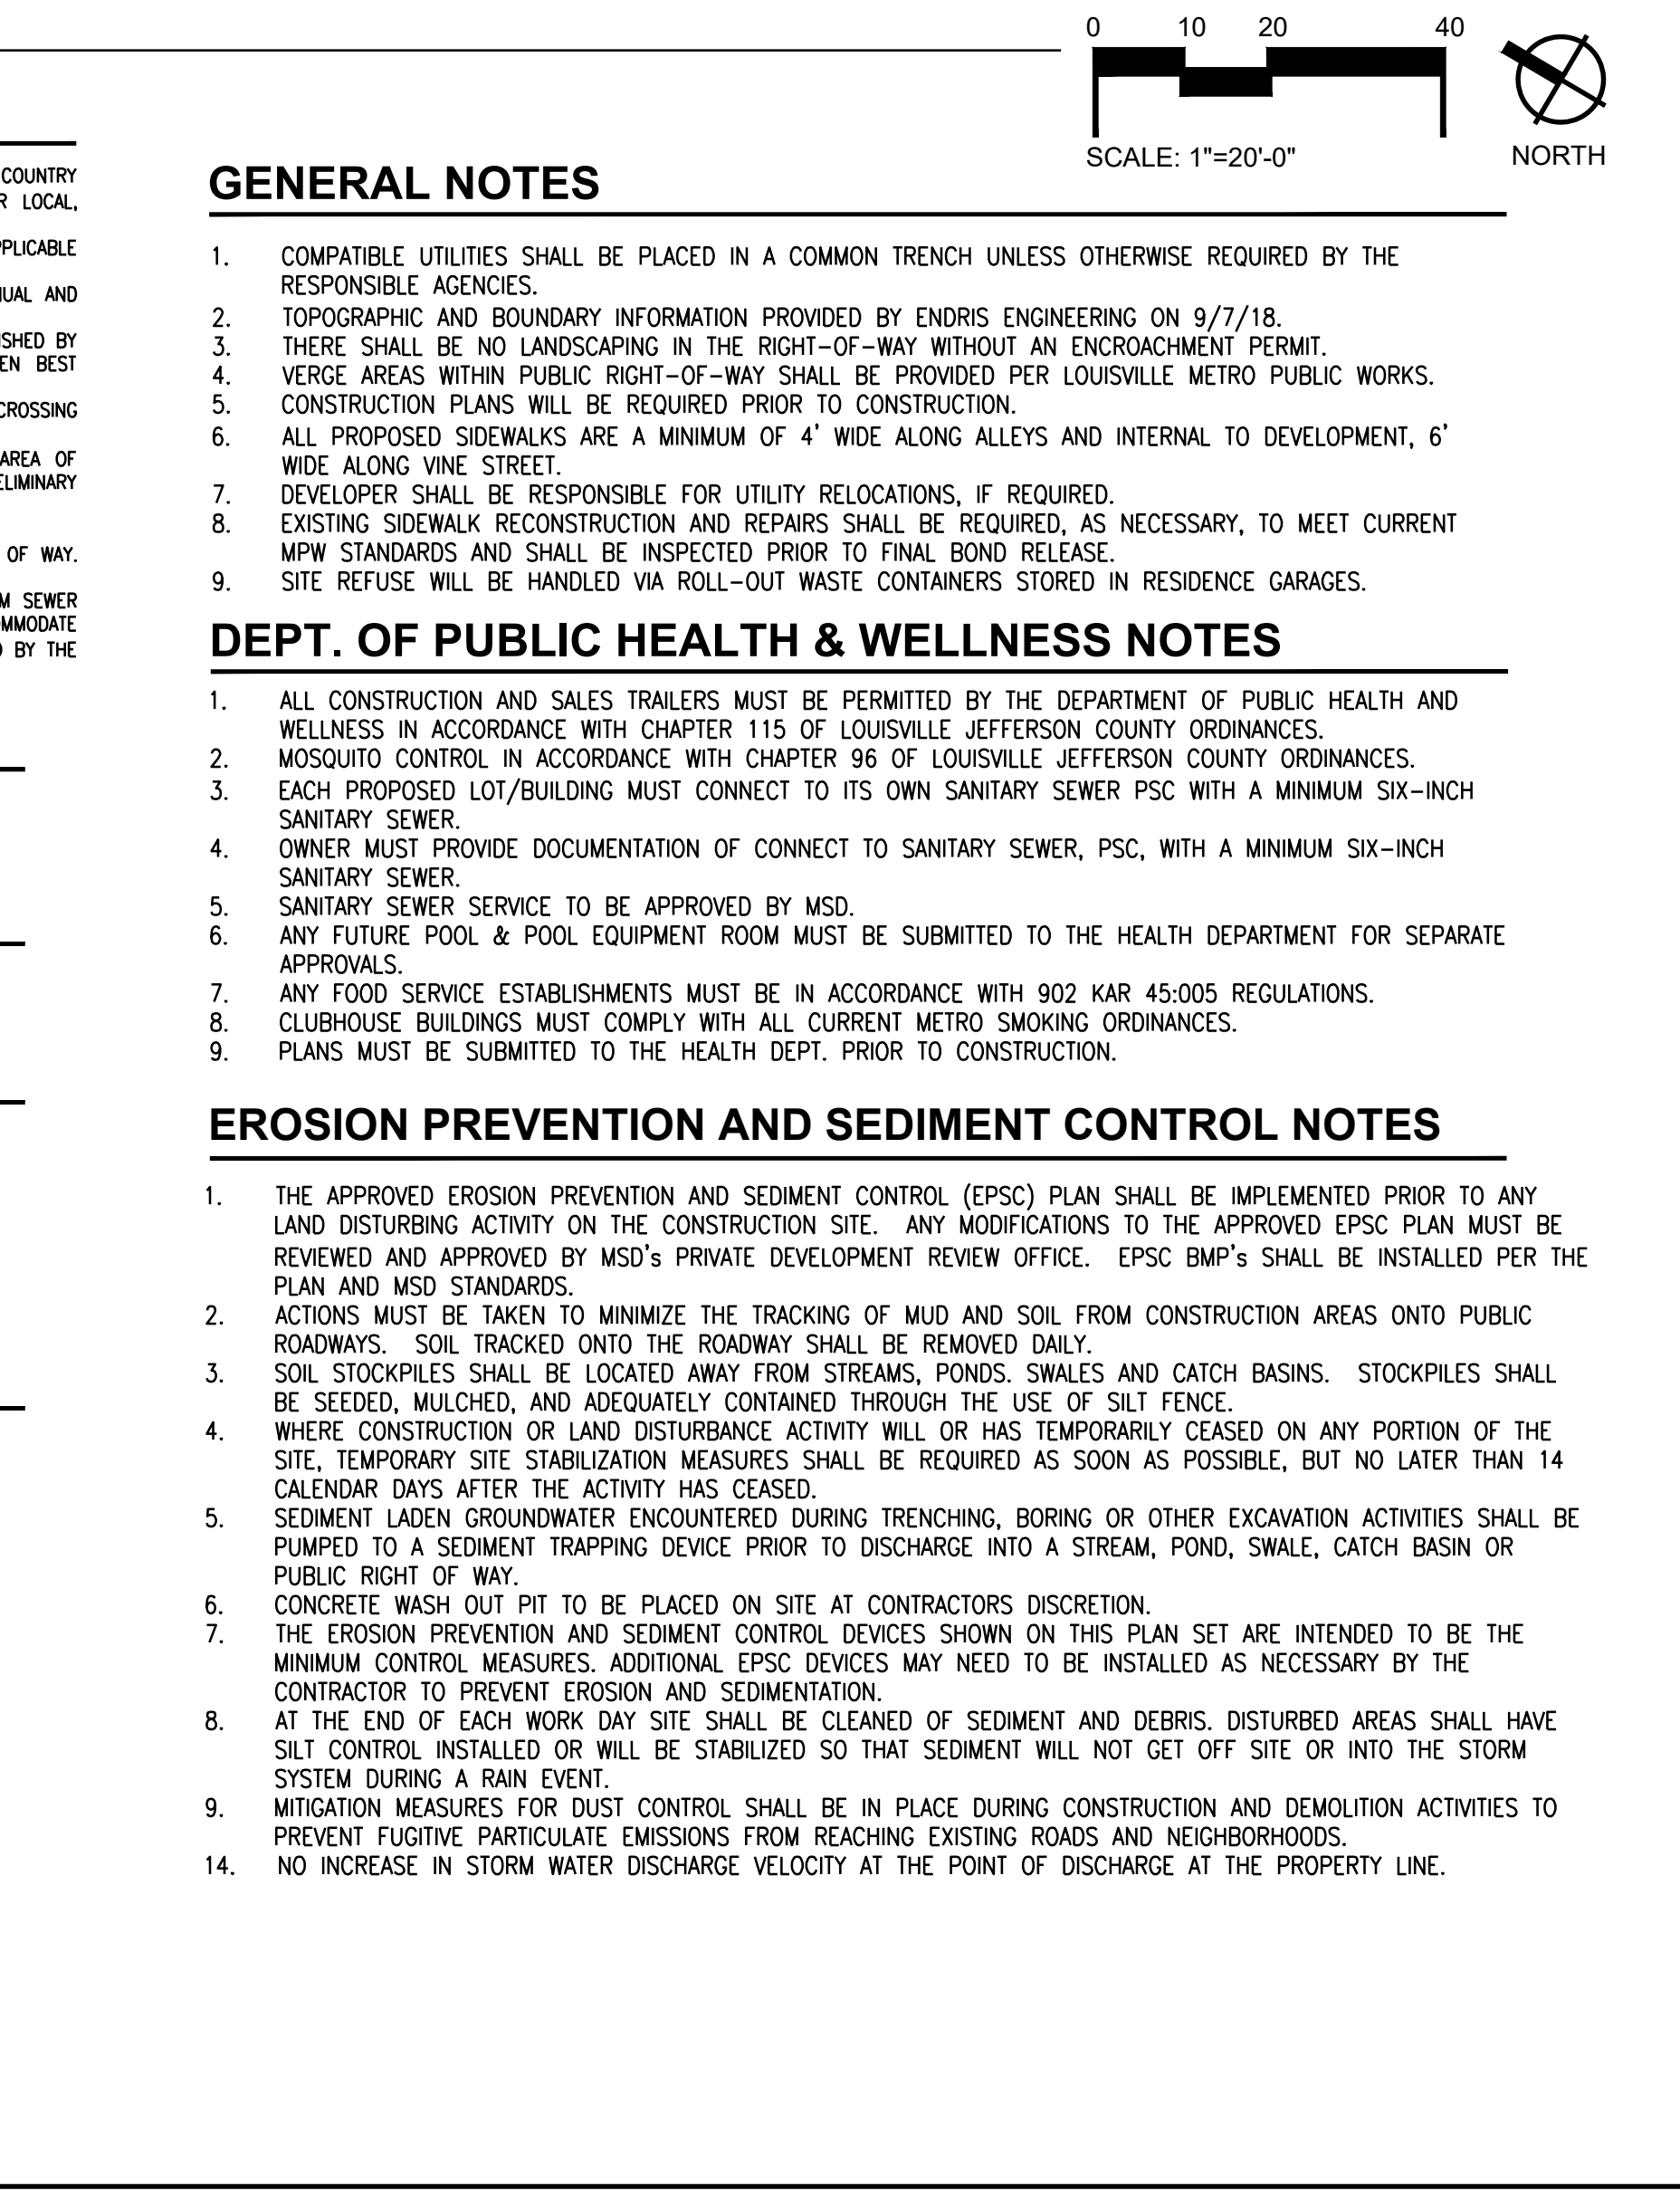 0 10 20 40
SCALE: 1"=20'-0"
NORTH
COUNTRY
LOCAL,
AND
BY
BEST
CROSSING
AREA OF
OF WAY.
SEWER
BY THE
GENERAL NOTES
1. COMPATIBLE UTILITIES SHALL BE PLACED IN A COMMON TRENCH UNLESS OTHERWISE REQUIRED BY THE
RESPONSIBLE AGENCIES.
2. TOPOGRAPHIC AND BOUNDARY INFORMATION PROVIDED BY ENDRIS ENGINEERING ON 9/7/18.
3. THERE SHALL BE NO LANDSCAPING IN THE RIGHT-OF-WAY WITHOUT AN ENCROACHMENT PERMIT.
4. VERGE AREAS WITHIN PUBLIC RIGHT-OF-WAY SHALL BE PROVIDED PER LOUISVILLE METRO PUBLIC WORKS.
5. CONSTRUCTION PLANS WILL BE REQUIRED PRIOR TO CONSTRUCTION.
6. ALL PROPOSED SIDEWALKS ARE A MINIMUM OF 4' WIDE ALONG ALLEYS AND INTERNAL TO DEVELOPMENT, 6'
WIDE ALONG VINE STREET.
7. DEVELOPER SHALL BE RESPONSIBLE FOR UTILITY RELOCATIONS, IF REQUIRED.
8. EXISTING SIDEWALK RECONSTRUCTION AND REPAIRS SHALL BE REQUIRED, AS NECESSARY, TO MEET CURRENT
MPW STANDARDS AND SHALL BE INSPECTED PRIOR TO FINAL BOND RELEASE.
9. SITE REFUSE WILL BE HANDLED VIA ROLL-OUT WASTE CONTAINERS STORED IN RESIDENCE GARAGES.
DEPT. OF PUBLIC HEALTH & WELLNESS NOTES
1. ALL CONSTRUCTION AND SALES TRAILERS MUST BE PERMITTED BY THE DEPARTMENT OF PUBLIC HEALTH AND
WELLNESS IN ACCORDANCE WITH CHAPTER 115 OF LOUISVILLE JEFFERSON COUNTY ORDINANCES.
2. MOSQUITO CONTROL IN ACCORDANCE WITH CHAPTER 96 OF LOUISVILLE JEFFERSON COUNTY ORDINANCES.
3. EACH PROPOSED LOT/BUILDING MUST CONNECT TO ITS OWN SANITARY SEWER PSC WITH A MINIMUM SIX-INCH
SANITARY SEWER.
4. OWNER MUST PROVIDE DOCUMENTATION OF CONNECT TO SANITARY SEWER, PSC, WITH A MINIMUM SIX-INCH
SANITARY SEWER.
5. SANITARY SEWER SERVICE TO BE APPROVED BY MSD.
6. ANY FUTURE POOL & POOL EQUIPMENT ROOM MUST BE SUBMITTED TO THE HEALTH DEPARTMENT FOR SEPARATE
APPROVALS.
7. ANY FOOD SERVICE ESTABLISHMENTS MUST BE IN ACCORDANCE WITH 902 KAR 45:005 REGULATIONS.
8. CLUBHOUSE BUILDINGS MUST COMPLY WITH ALL CURRENT METRO SMOKING ORDINANCES.
9. PLANS MUST BE SUBMITTED TO THE HEALTH DEPT. PRIOR TO CONSTRUCTION.
EROSION PREVENTION AND SEDIMENT CONTROL NOTES
1. THE APPROVED EROSION PREVENTION AND SEDIMENT CONTROL (EPSC) PLAN SHALL BE IMPLEMENTED PRIOR TO ANY
LAND DISTURBING ACTIVITY ON THE CONSTRUCTION SITE. ANY MODIFICATIONS TO THE APPROVED EPSC PLAN MUST BE
REVIEWED AND APPROVED BY MSD's PRIVATE DEVELOPMENT REVIEW OFFICE. EPSC BMP's SHALL BE INSTALLED PER THE
PLAN AND MSD STANDARDS.
2. ACTIONS MUST BE TAKEN TO MINIMIZE THE TRACKING OF MUD AND SOIL FROM CONSTRUCTION AREAS ONTO PUBLIC
ROADWAYS. SOIL TRACKED ONTO THE ROADWAY SHALL BE REMOVED DAILY.
3. SOIL STOCKPILES SHALL BE LOCATED AWAY FROM STREAMS, PONDS. SWALES AND CATCH BASINS. STOCKPILES SHALL
BE SEEDED, MULCHED, AND ADEQUATELY CONTAINED THROUGH THE USE OF SILT FENCE.
4. WHERE CONSTRUCTION OR LAND DISTURBANCE ACTIVITY WILL OR HAS TEMPORARILY CEASED ON ANY PORTION OF THE
SITE, TEMPORARY SITE STABILIZATION MEASURES SHALL BE REQUIRED AS SOON AS POSSIBLE, BUT NO LATER THAN 14
CALENDAR DAYS AFTER THE ACTIVITY HAS CEASED.
5. SEDIMENT LADEN GROUNDWATER ENCOUNTERED DURING TRENCHING, BORING OR OTHER EXCAVATION ACTIVITIES SHALL BE
PUMPED TO A SEDIMENT TRAPPING DEVICE PRIOR TO DISCHARGE INTO A STREAM, POND, SWALE, CATCH BASIN OR
PUBLIC RIGHT OF WAY.
6. CONCRETE WASH OUT PIT TO BE PLACED ON SITE AT CONTRACTORS DISCRETION.
7. THE EROSION PREVENTION AND SEDIMENT CONTROL DEVICES SHOWN ON THIS PLAN SET ARE INTENDED TO BE THE
MINIMUM CONTROL MEASURES. ADDITIONAL EPSC DEVICES MAY NEED TO BE INSTALLED AS NECESSARY BY THE
CONTRACTOR TO PREVENT EROSION AND SEDIMENTATION.
8. AT THE END OF EACH WORK DAY SITE SHALL BE CLEANED OF SEDIMENT AND DEBRIS. DISTURBED AREAS SHALL HAVE
SILT CONTROL INSTALLED OR WILL BE STABILIZED SO THAT SEDIMENT WILL NOT GET OFF SITE OR INTO THE STORM
SYSTEM DURING A RAIN EVENT.
9. MITIGATION MEASURES FOR DUST CONTROL SHALL BE IN PLACE DURING CONSTRUCTION AND DEMOLITION ACTIVITIES TO
PREVENT FUGITIVE PARTICULATE EMISSIONS FROM REACHING EXISTING ROADS AND NEIGHBORHOODS.
14. NO INCREASE IN STORM WATER DISCHARGE VELOCITY AT THE POINT OF DISCHARGE AT THE PROPERTY LINE.